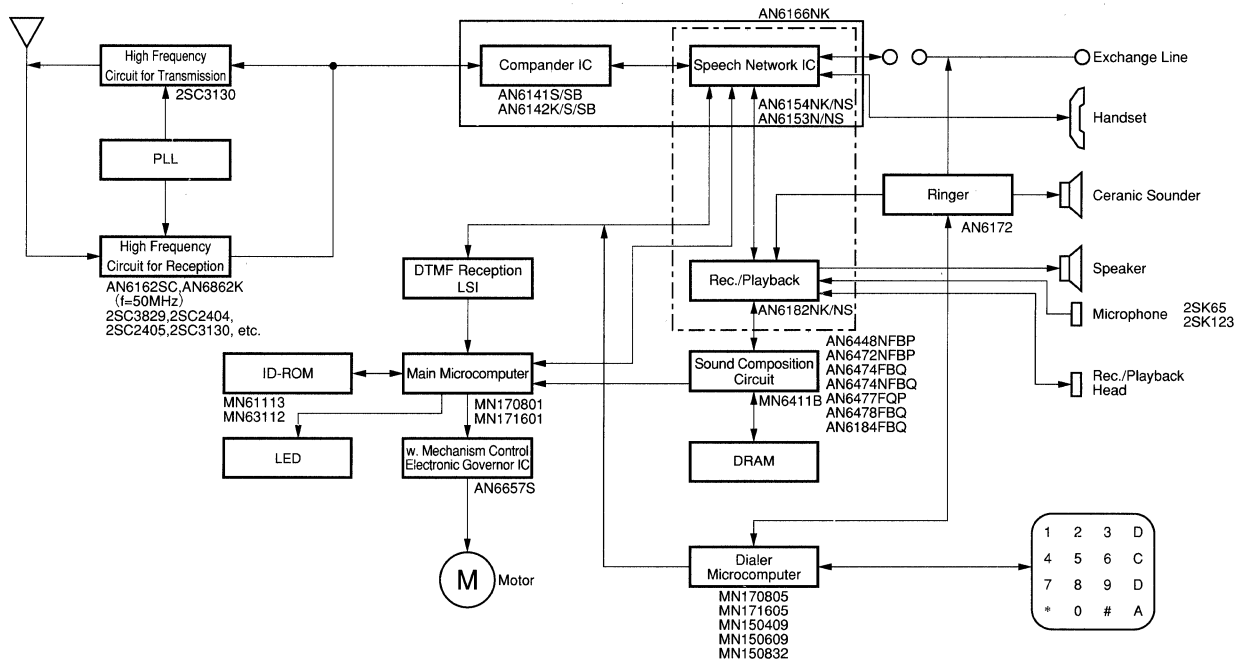 AN6166NK
High Frequency
Circuit for Transmission
2SC3130
Compander IC
AN6141S/SB
AN6142K/S/SB
Speech Network IC
AN6154NK/NS
AN6153N/NS
Exchange Line
Handset
PLL
Ringer
AN6172
Ceranic Sounder
High Frequency
Circuit for Reception
AN6162SC,AN6862K
(f=50MHz)
2SC3829,2SC2404,
2SC2405,2SC3130, etc.
DTMF Reception
LSI
Rec./Playback
AN6182NK/NS
Speaker
Microphone
2SK65
2SK123
Rec./Playback
Head
ID-ROM
MN61113
MN63112
Main Microcomputer
MN170801
MN171601
Sound Composition
Circuit
MN6411B
AN6448NFBP
AN6472NFBP
AN6474FBQ
AN6474NFBQ
AN6477FQP
AN6478FBQ
AN6184FBQ
LED
w. Mechanism Control
Electronic Governor IC
AN6657S
DRAM
M
Motor
Dialer
Microcomputer
MN170805
MN171605
MN150409
MN150609
MN150832
1 2 3 D
4 5 6 C
7 8 9 D
* 0 # A